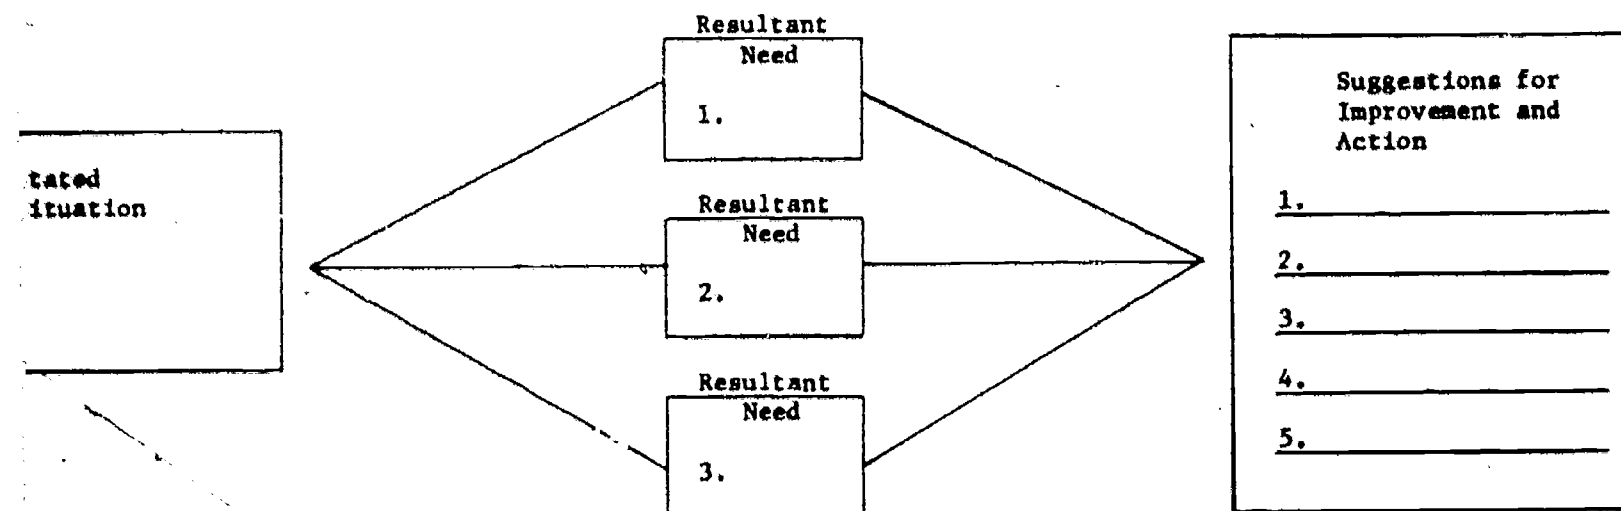 tated
ituation
Resultant
Need
1.
Resultant
Need
2.
Resultant
Need
3.
Suggestions for
Improvement and
Action
1.
2.
3.
4.
5.